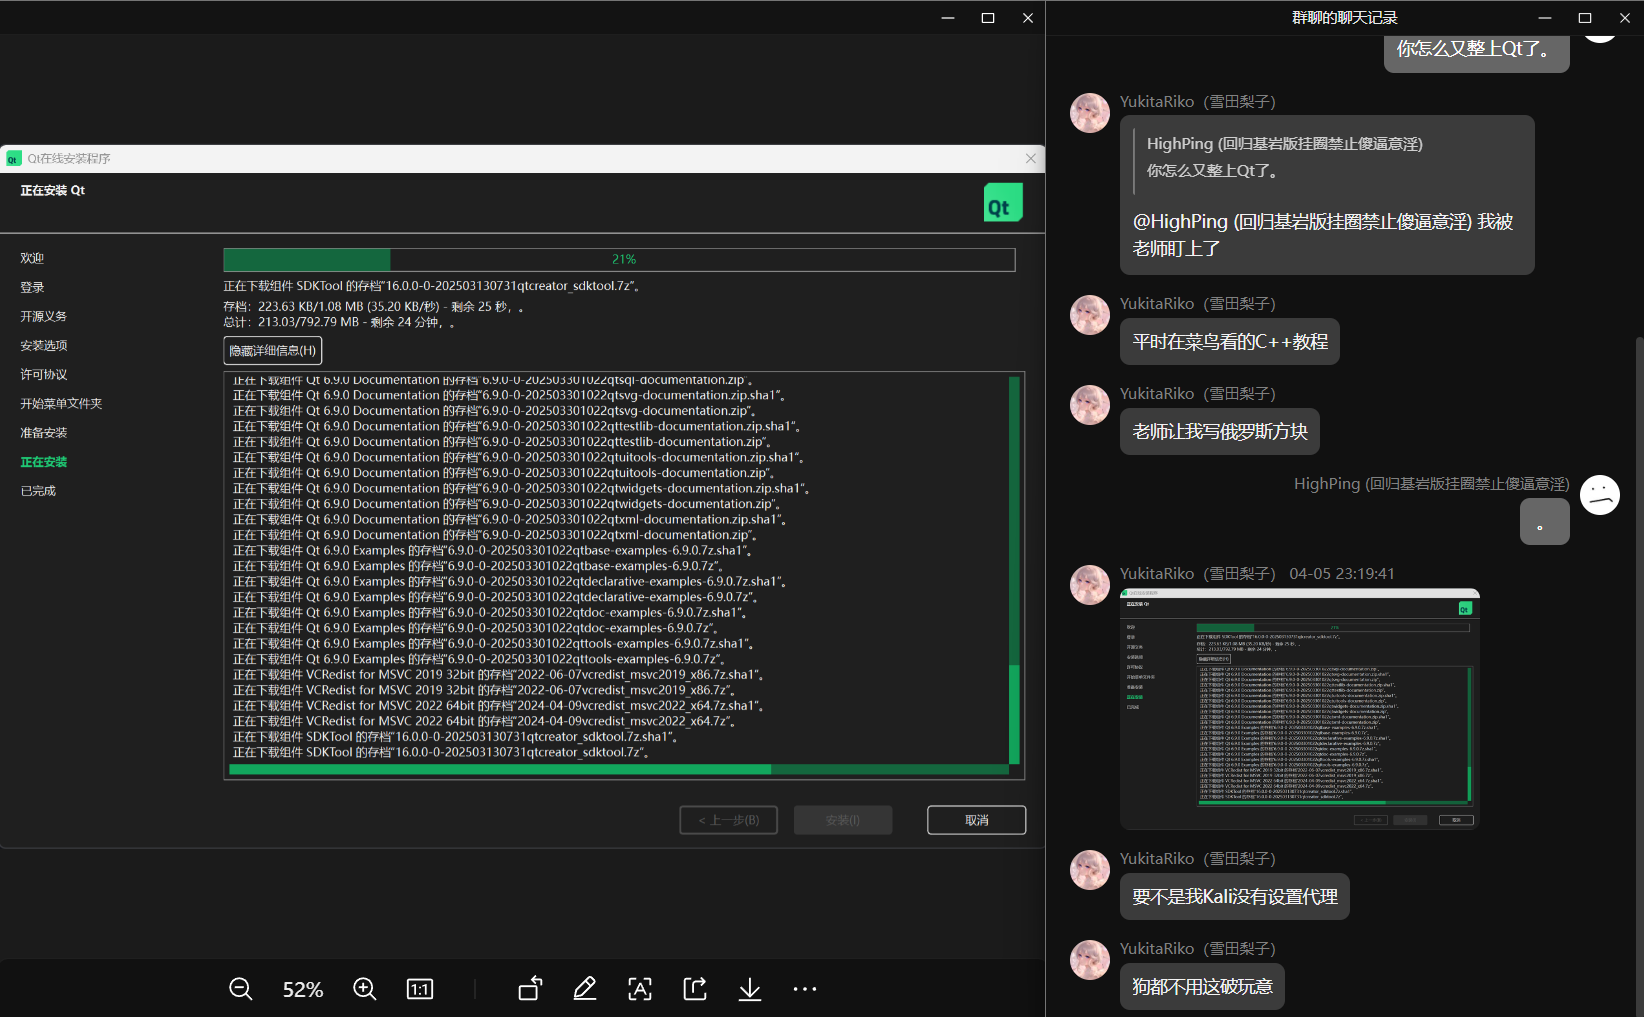 Qt在线安装程序
正在安装 Qt
Qt
欢迎
登录
开源义务
安装选项
许可协议
开始菜单文件夹
准备安装
正在安装
已完成
21%
正在下载组件 SDKTool 的存档"16.0.0-0-202503130731qtcreator_sdktool.7z"。
存档：223.63 KB/1.08 MB (35.20 KB/秒) - 剩余 25 秒，。
总计：213.03/792.79 MB - 剩余 24 分钟，。
隐藏详细信息(H)
正在下载组件 Qt 6.9.0 Documentation 的存档"6.9.0-0-202503301022qtsql-documentation.zip"。
正在下载组件 Qt 6.9.0 Documentation 的存档"6.9.0-0-202503301022qtsvg-documentation.zip.sha1"。
正在下载组件 Qt 6.9.0 Documentation 的存档"6.9.0-0-202503301022qtsvg-documentation.zip"。
正在下载组件 Qt 6.9.0 Documentation 的存档"6.9.0-0-202503301022qttestlib-documentation.zip.sha1"。
正在下载组件 Qt 6.9.0 Documentation 的存档"6.9.0-0-202503301022qttestlib-documentation.zip"。
正在下载组件 Qt 6.9.0 Documentation 的存档"6.9.0-0-202503301022qtuitools-documentation.zip.sha1"。
正在下载组件 Qt 6.9.0 Documentation 的存档"6.9.0-0-202503301022qtuitools-documentation.zip"。
正在下载组件 Qt 6.9.0 Documentation 的存档"6.9.0-0-202503301022qtwidgets-documentation.zip.sha1"。
正在下载组件 Qt 6.9.0 Documentation 的存档"6.9.0-0-202503301022qtwidgets-documentation.zip"。
正在下载组件 Qt 6.9.0 Documentation 的存档"6.9.0-0-202503301022qtxml-documentation.zip.sha1"。
正在下载组件 Qt 6.9.0 Documentation 的存档"6.9.0-0-202503301022qtxml-documentation.zip"。
正在下载组件 Qt 6.9.0 Examples 的存档"6.9.0-0-202503301022qtbase-examples-6.9.0.7z.sha1"。
正在下载组件 Qt 6.9.0 Examples 的存档"6.9.0-0-202503301022qtbase-examples-6.9.0.7z"。
正在下载组件 Qt 6.9.0 Examples 的存档"6.9.0-0-202503301022qtdeclarative-examples-6.9.0.7z.sha1"。
正在下载组件 Qt 6.9.0 Examples 的存档"6.9.0-0-202503301022qtdeclarative-examples-6.9.0.7z"。
正在下载组件 Qt 6.9.0 Examples 的存档"6.9.0-0-202503301022qtdoc-examples-6.9.0.7z.sha1"。
正在下载组件 Qt 6.9.0 Examples 的存档"6.9.0-0-202503301022qtdoc-examples-6.9.0.7z"。
正在下载组件 Qt 6.9.0 Examples 的存档"6.9.0-0-202503301022qttools-examples-6.9.0.7z.sha1"。
正在下载组件 Qt 6.9.0 Examples 的存档"6.9.0-0-202503301022qttools-examples-6.9.0.7z"。
正在下载组件 VCRedist for MSVC 2019 32bit 的存档"2022-06-07vcredist_msvc2019_x86.7z.sha1"。
正在下载组件 VCRedist for MSVC 2019 32bit 的存档"2022-06-07vcredist_msvc2019_x86.7z"。
正在下载组件 VCRedist for MSVC 2022 64bit 的存档"2024-04-09vcredist_msvc2022_x64.7z.sha1"。
正在下载组件 VCRedist for MSVC 2022 64bit 的存档"2024-04-09vcredist_msvc2022_x64.7z"。
正在下载组件 SDKTool 的存档"16.0.0-0-202503130731qtcreator_sdktool.7z.sha1"。
正在下载组件 SDKTool 的存档"16.0.0-0-202503130731qtcreator_sdktool.7z"。
< 上一步(B)
安装(I)
取消
52%
1:1
群聊的聊天记录
你怎么又整上Qt了。
YukitaRiko（雪田梨子）
HighPing (回归基岩版挂圈禁止傻逼意淫)
你怎么又整上Qt了。
@HighPing (回归基岩版挂圈禁止傻逼意淫) 我被
老师盯上了
YukitaRiko（雪田梨子）
平时在菜鸟看的C++教程
YukitaRiko（雪田梨子）
老师让我写俄罗斯方块
HighPing (回归基岩版挂圈禁止傻逼意淫)
。
YukitaRiko（雪田梨子） 04-05 23:19:41
YukitaRiko（雪田梨子）
要不是我Kali没有设置代理
YukitaRiko（雪田梨子）
狗都不用这破玩意